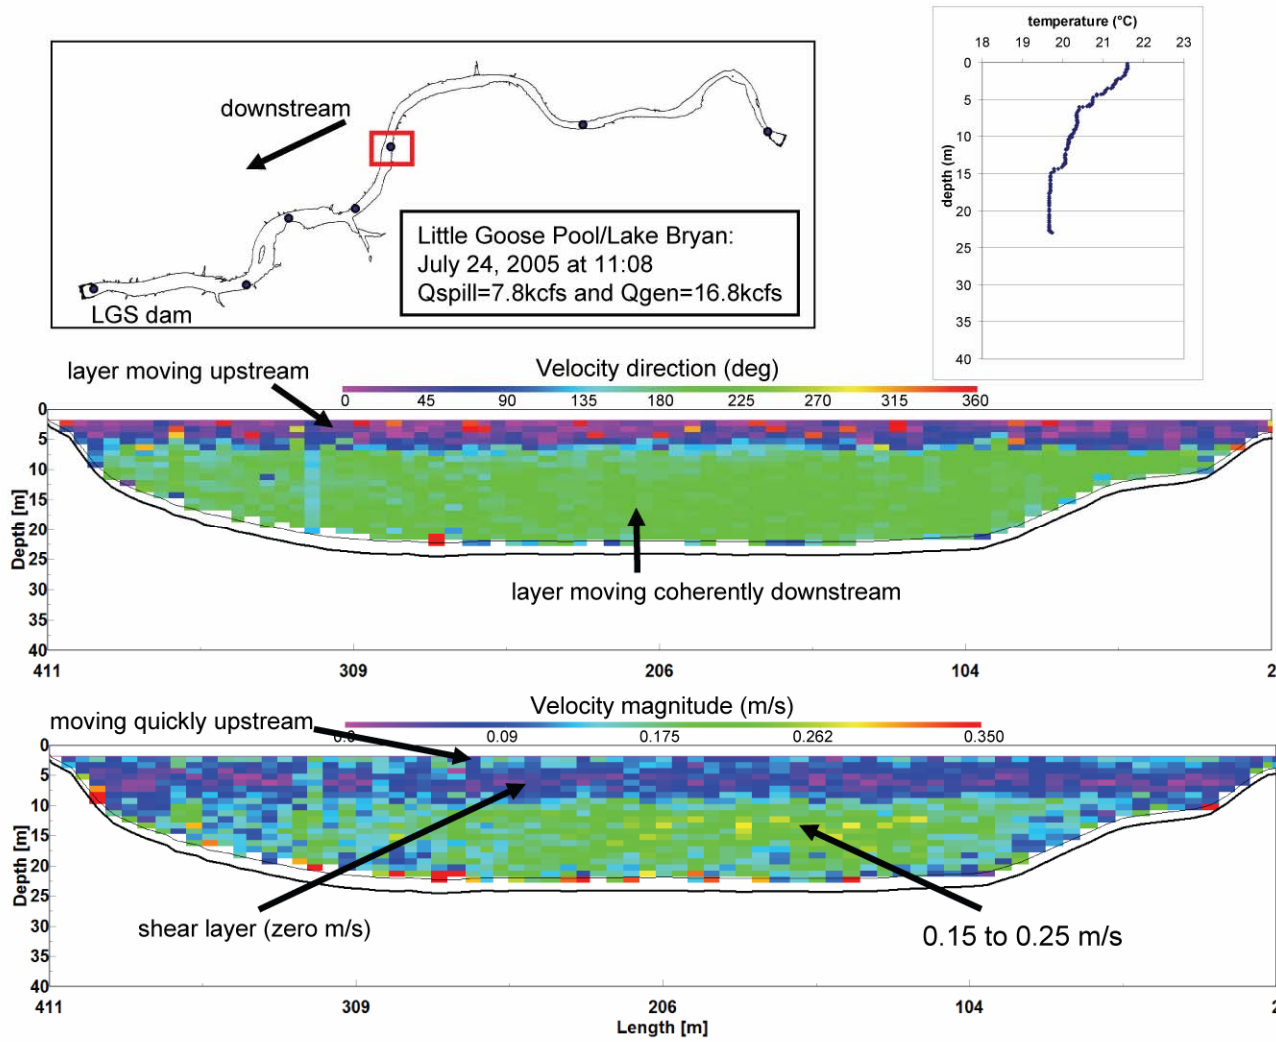 downstream
Little Goose Pool/Lake Bryan:
July 24, 2005 at 11:08
Qspill=7.8kcfs and Qgen=16.8kcfs
LGS dam
temperature (°C)
18 19 20 21 22 23
0
5
10
15
20
25
30
35
40
depth (m)
layer moving upstream
Velocity direction (deg)
0 45 90 135 180 225 270 315 360
0
5
10
15
20
25
30
35
40
Depth [m]
layer moving coherently downstream
411 309 206 104 2
moving quickly upstream
Velocity magnitude (m/s)
0.0 0.09 0.175 0.262 0.350
0
5
10
15
20
25
30
35
40
Depth [m]
shear layer (zero m/s)
0.15 to 0.25 m/s
411 309 206 104 2
Length [m]